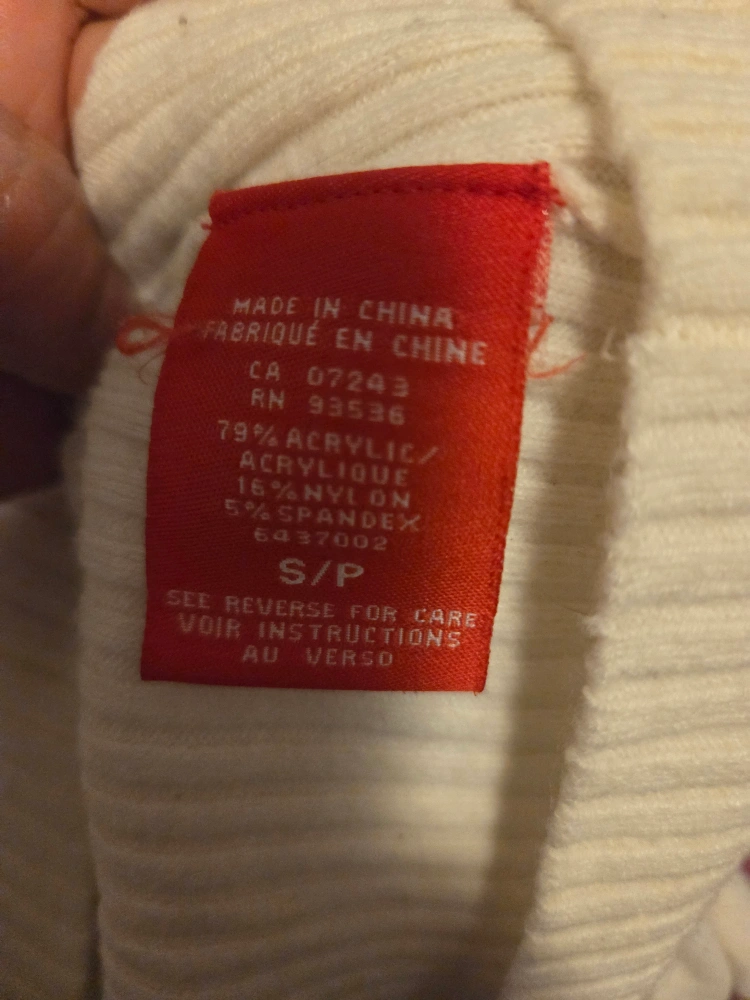 MADE IN CHINA
FABRIQUÉ EN CHINE
CA 07243
RN 93536
79% ACRYLIC/
ACRYLIQUE
16% NYLON
5% SPANDEX
6437002
S/P
SEE REVERSE FOR CARE
VOIR INSTRUCTIONS
AU VERSO